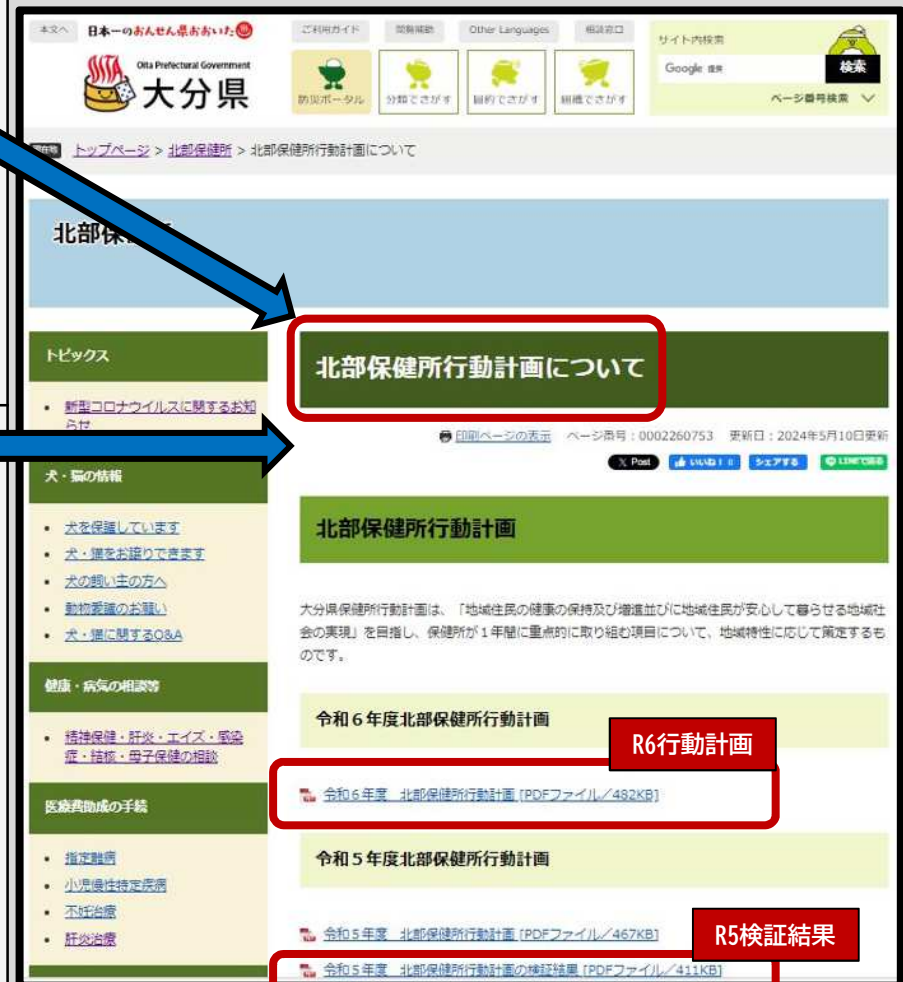 本文へ
日本一のおんせん県おおいた
ご利用ガイド
閲覧補助
Other Languages
相談窓口
サイト内検索
Oita Prefectural Government
大分県
防災ポータル
分類でさがす
目的でさがす
組織でさがす
Google 提供
検索
ページ番号検索
トップページ > 北部保健所 > 北部保健所行動計画について
北部保
トピックス
・ 新型コロナウイルスに関するお知
らせ
犬・猫の情報
・ 犬を保護しています
・ 犬・猫をお譲りできます
・ 犬の飼い主の方へ
・ 動物愛護のお願い
・ 犬・猫に関するQ&A
健康・病気の相談等
・ 精神保健・肝炎・エイズ・感染
症・結核・母子保健の相談
医療費助成の手続
・ 指定難病
・ 小児慢性特定疾病
・ 不妊治療
・ 肝炎治療
北部保健所行動計画について
印刷ページの表示 ページ番号:0002260753 更新日:2024年5月10日更新
X Post いいね! 0 シェアする LINEで送る
北部保健所行動計画
大分県保健所行動計画は、「地域住民の健康の保持及び増進並びに地域住民が安心して暮らせる地域社
会の実現」を目指し、保健所が1年間に重点的に取り組む項目について、地域特性に応じて策定するも
のです。
令和6年度北部保健所行動計画
R6行動計画
令和6年度 北部保健所行動計画 [PDFファイル/482KB]
令和5年度北部保健所行動計画
令和5年度 北部保健所行動計画 [PDFファイル/467KB]
R5検証結果
令和5年度 北部保健所行動計画の検証結果 [PDFファイル/411KB]